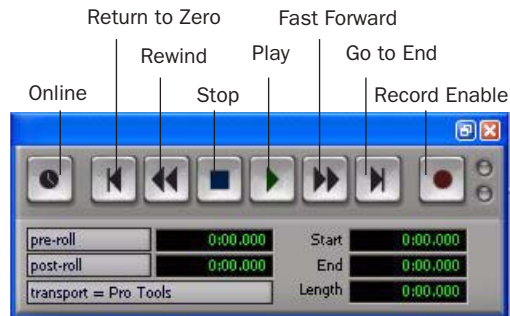 Return to Zero
Fast Forward
Rewind
Play
Go to End
Online
Stop
Record Enable
pre-roll 0:00.000 Start 0:00.000
post-roll 0:00.000 End 0:00.000
transport = Pro Tools Length 0:00.000